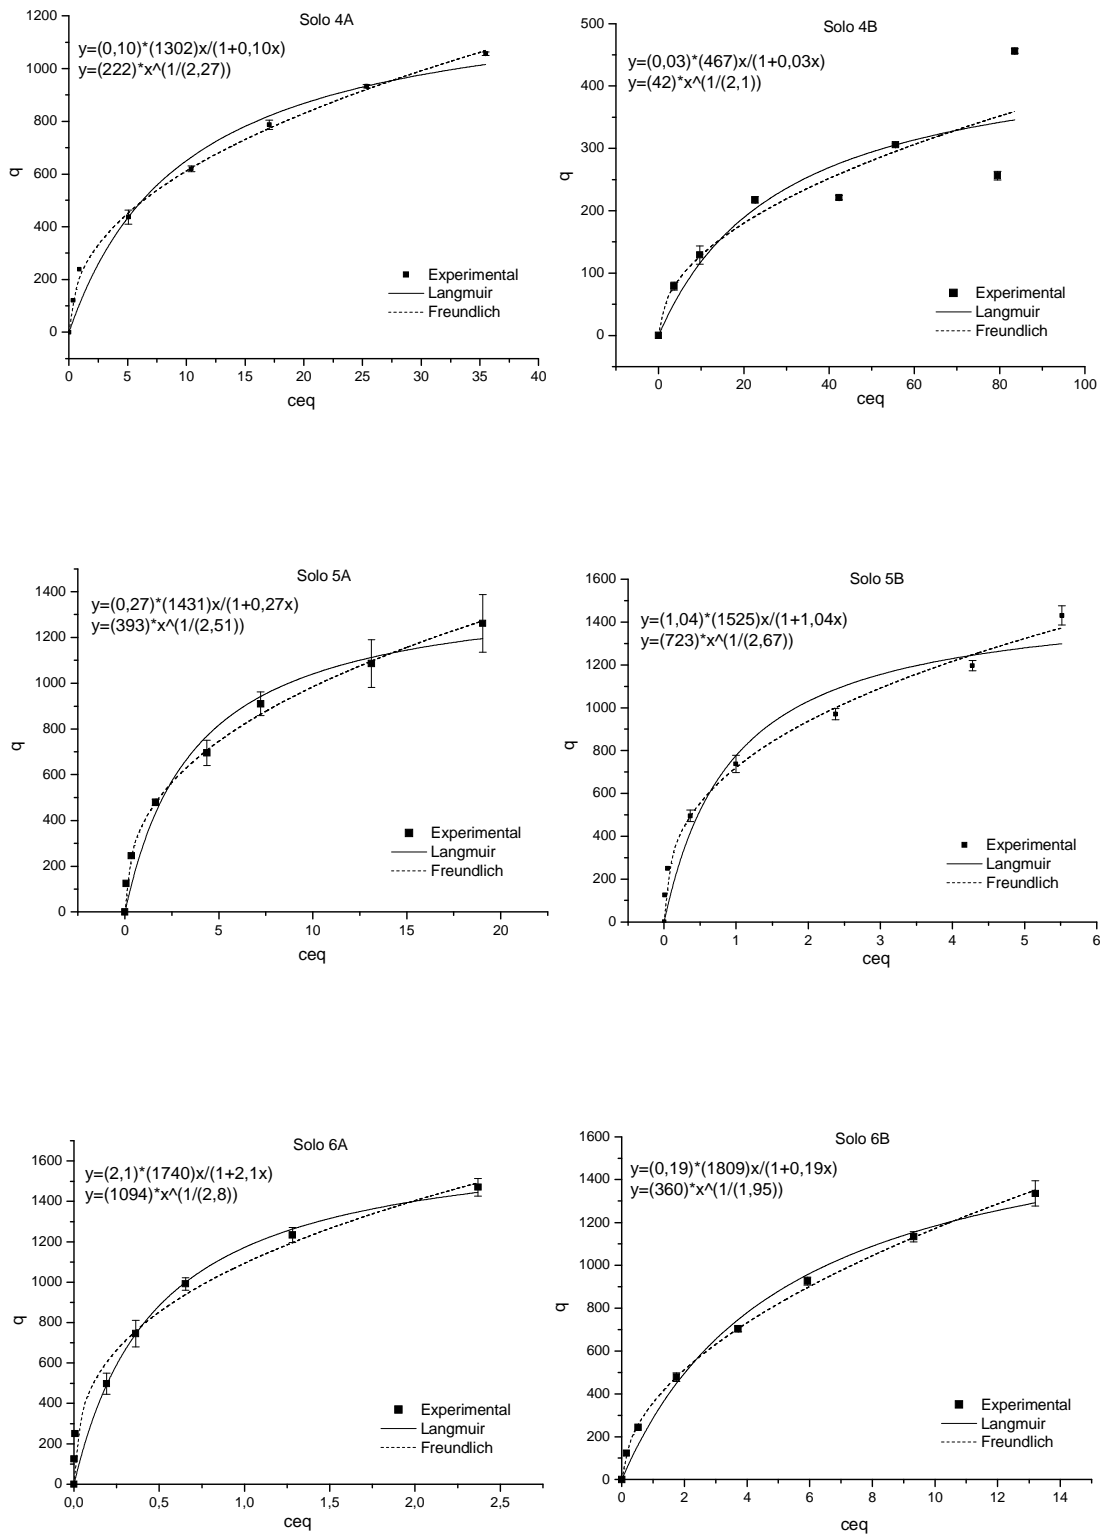 Solo 4A
y=(0,10)*(1302)x/(1+0,10x)
y=(222)*x^(1/(2,27))
1200
1000
800
600
400
200
0
q
Experimental
Langmuir
Freundlich
0 5 10 15 20 25 30 35 40
ceq
Solo 4B
y=(0,03)*(467)x/(1+0,03x)
y=(42)*x^(1/(2,1))
500
400
300
200
100
0
q
Experimental
Langmuir
Freundlich
0 20 40 60 80 100
ceq
Solo 5A
y=(0,27)*(1431)x/(1+0,27x)
y=(393)*x^(1/(2,51))
1400
1200
1000
800
600
400
200
0
q
Experimental
Langmuir
Freundlich
0 5 10 15 20
ceq
Solo 5B
y=(1,04)*(1525)x/(1+1,04x)
y=(723)*x^(1/(2,67))
1600
1400
1200
1000
800
600
400
200
0
q
Experimental
Langmuir
Freundlich
0 1 2 3 4 5 6
ceq
Solo 6A
y=(2,1)*(1740)x/(1+2,1x)
y=(1094)*x^(1/(2,8))
1600
1400
1200
1000
800
600
400
200
0
q
Experimental
Langmuir
Freundlich
0,0 0,5 1,0 1,5 2,0 2,5
ceq
Solo 6B
y=(0,19)*(1809)x/(1+0,19x)
y=(360)*x^(1/(1,95))
1600
1400
1200
1000
800
600
400
200
0
q
Experimental
Langmuir
Freundlich
0 2 4 6 8 10 12 14
ceq